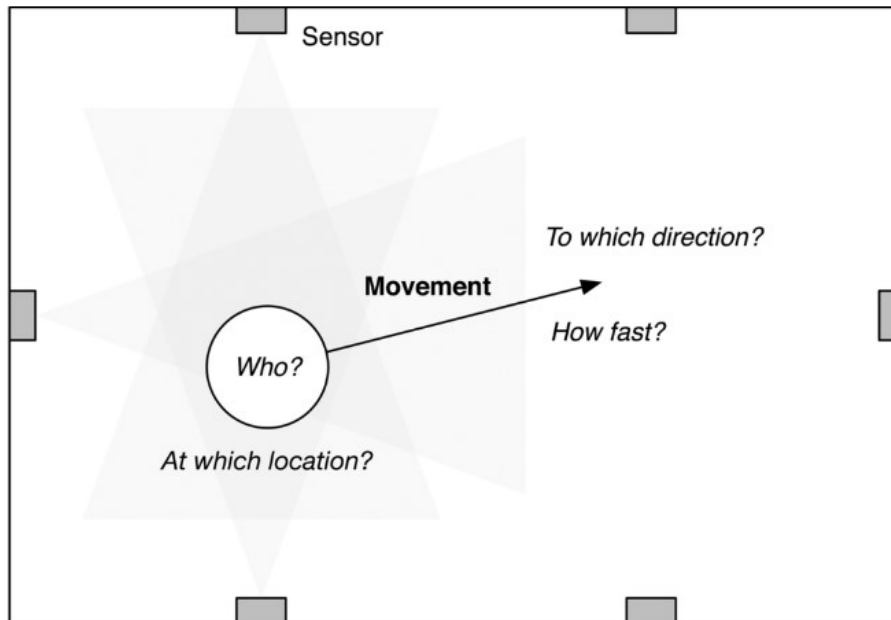 Sensor
To which direction?
Movement
How fast?
Who?
At which location?